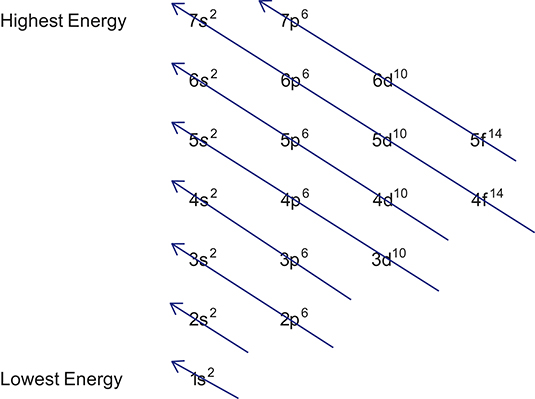 Highest Energy 7s² 7p⁶
6s² 6p⁶ 6d¹⁰
5s² 5p⁶ 5d¹⁰ 5f¹⁴
4s² 4p⁶ 4d¹⁰ 4f¹⁴
3s² 3p⁶ 3d¹⁰
2s² 2p⁶
Lowest Energy 1s²